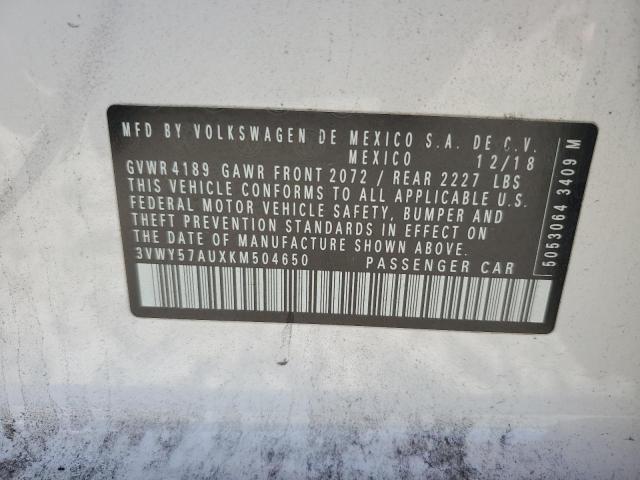 MFD BY VOLKSWAGEN DE MEXICO S.A. DE C.V.
MEXICO 12/18
GVWR 4189 GAWR FRONT 2072 / REAR 2227 LBS
THIS VEHICLE CONFORMS TO ALL APPLICABLE U.S.
FEDERAL MOTOR VEHICLE SAFETY, BUMPER AND
THEFT PREVENTION STANDARDS IN EFFECT ON
THE DATE OF MANUFACTURE SHOWN ABOVE.
3VWY57AUXKM504650 PASSENGER CAR
5053064 3409 M